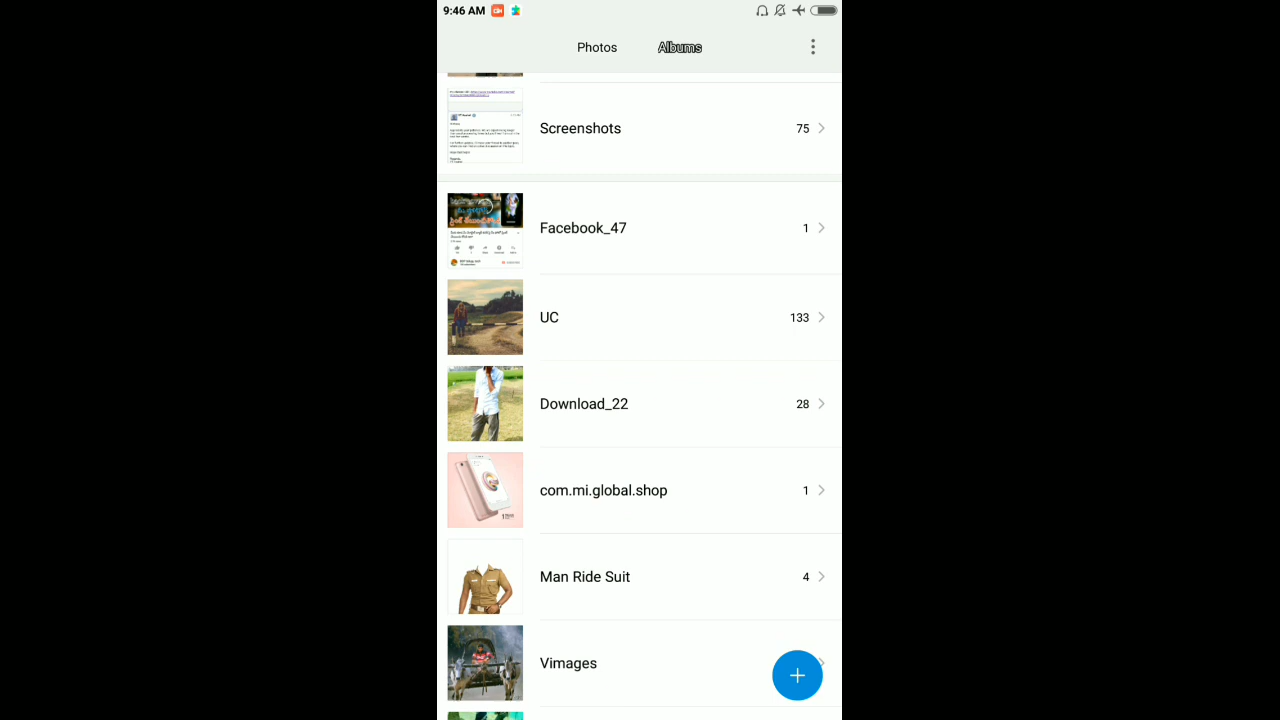 9:46 AM
Photos
Albums
Screenshots
75
Facebook_47
1
UC
133
Download_22
28
com.mi.global.shop
1
Man Ride Suit
4
Vimages